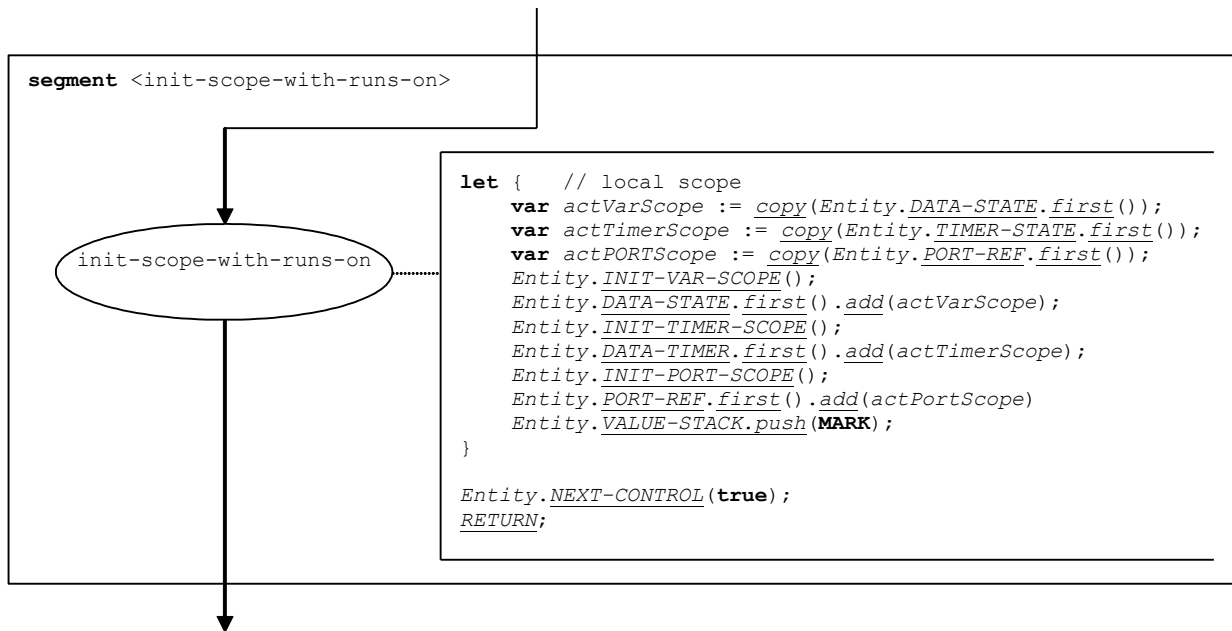 segment <init-scope-with-runs-on>
init-scope-with-runs-on
let {   // local scope
    var actVarScope := copy(Entity.DATA-STATE.first());
    var actTimerScope := copy(Entity.TIMER-STATE.first());
    var actPORTScope := copy(Entity.PORT-REF.first());
    Entity.INIT-VAR-SCOPE();
    Entity.DATA-STATE.first().add(actVarScope);
    Entity.INIT-TIMER-SCOPE();
    Entity.DATA-TIMER.first().add(actTimerScope);
    Entity.INIT-PORT-SCOPE();
    Entity.PORT-REF.first().add(actPortScope)
    Entity.VALUE-STACK.push(MARK);
}
Entity.NEXT-CONTROL(true);
RETURN;